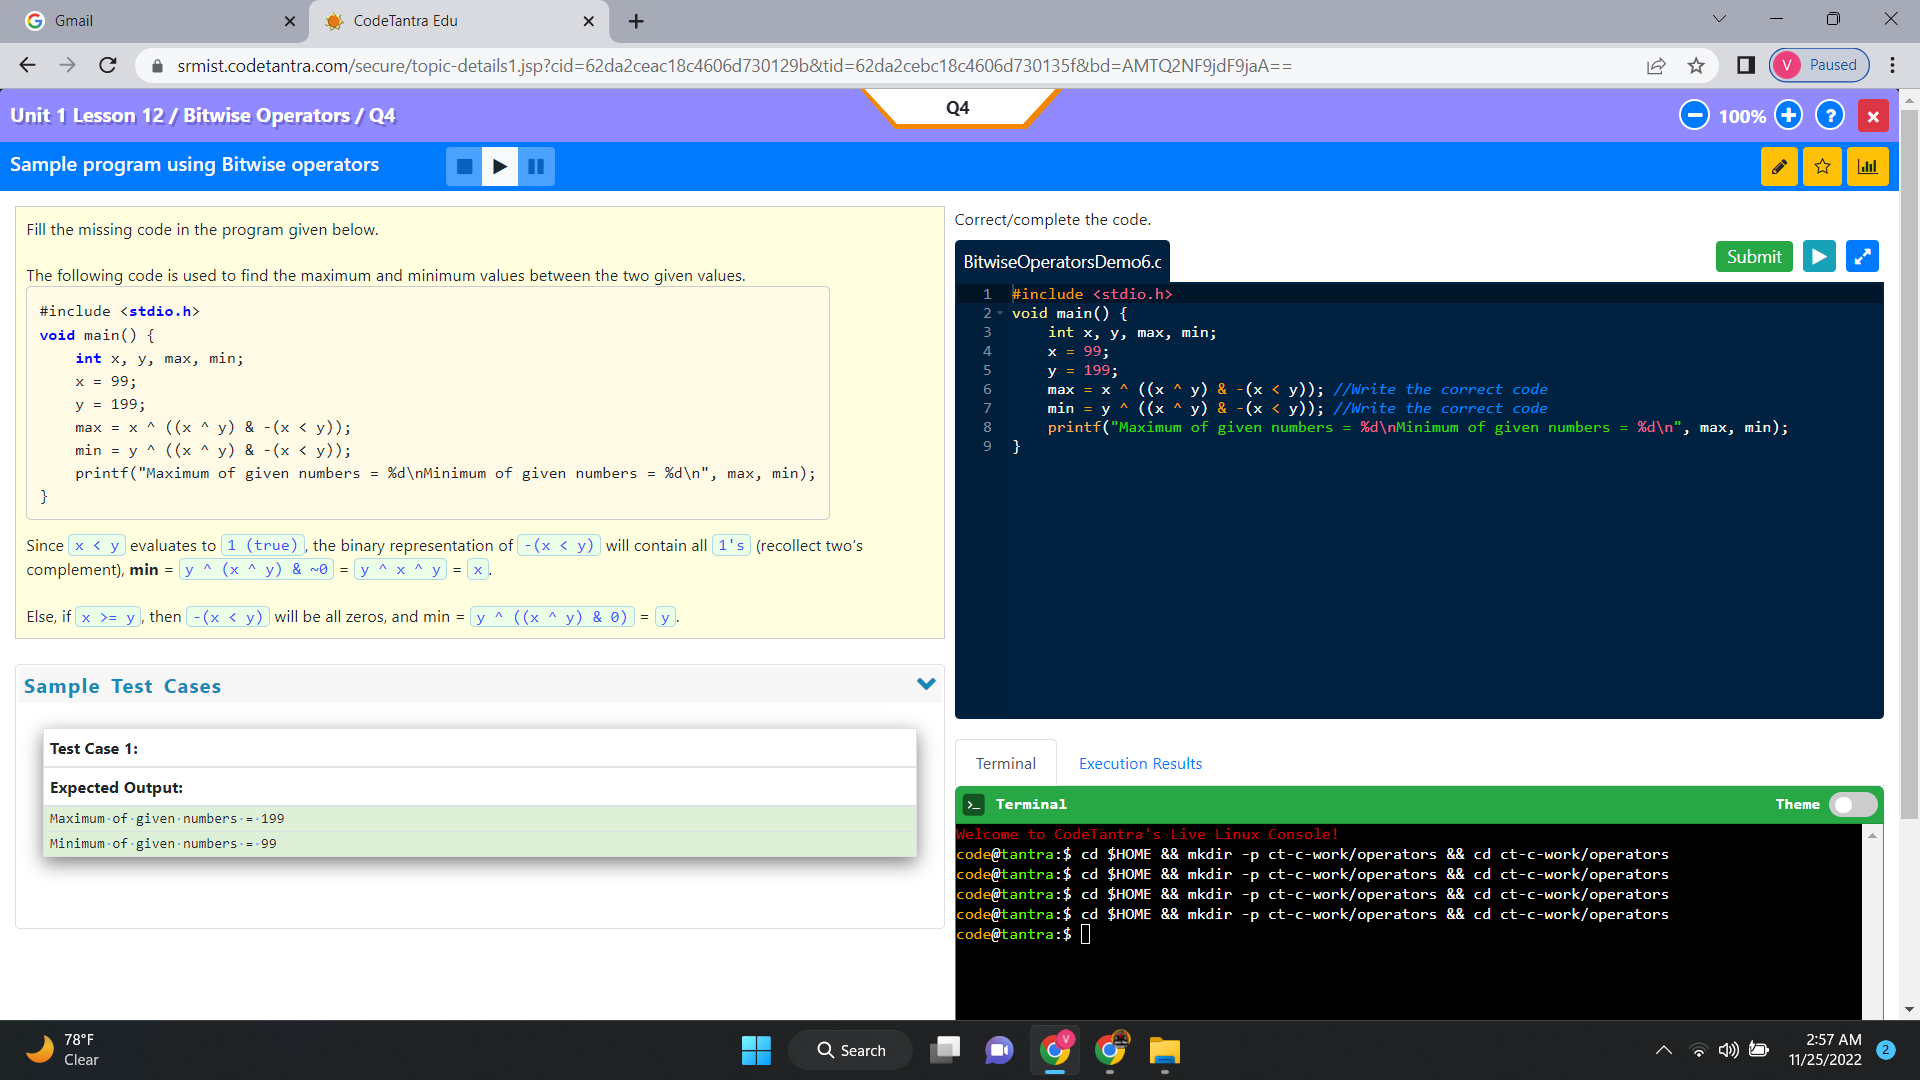 Gmail
CodeTantra Edu
srmist.codetantra.com/secure/topic-details1.jsp?cid=62da2ceac18c4606d730129b&tid=62da2cebc18c4606d730135f&bd=AMTQ2NF9jdF9jaA==
V Paused
Unit 1 Lesson 12 / Bitwise Operators / Q4
Q4
100%
?
Sample program using Bitwise operators
Fill the missing code in the program given below.
The following code is used to find the maximum and minimum values between the two given values.
#include <stdio.h>
void main() {
int x, y, max, min;
x = 99;
y = 199;
max = x ^ ((x ^ y) & -(x < y));
min = y ^ ((x ^ y) & -(x < y));
printf("Maximum of given numbers = %d\nMinimum of given numbers = %d\n", max, min);
}
Since x < y evaluates to 1 (true), the binary representation of -(x < y) will contain all 1's (recollect two's
complement), min = y ^ (x ^ y) & ~0 = y ^ x ^ y = x.
Else, if x >= y, then -(x < y) will be all zeros, and min = y ^ ((x ^ y) & 0) = y.
Sample Test Cases
Test Case 1:
Expected Output:
Maximum·of·given·numbers·=·199
Minimum·of·given·numbers·=·99
Correct/complete the code.
BitwiseOperatorsDemo6.c
Submit
1 #include <stdio.h>
2 void main() {
3 int x, y, max, min;
4 x = 99;
5 y = 199;
6 max = x ^ ((x ^ y) & -(x < y)); //Write the correct code
7 min = y ^ ((x ^ y) & -(x < y)); //Write the correct code
8 printf("Maximum of given numbers = %d\nMinimum of given numbers = %d\n", max, min);
9 }
Terminal
Execution Results
Terminal
Theme
Welcome to CodeTantra's Live Linux Console!
code@tantra:$ cd $HOME && mkdir -p ct-c-work/operators && cd ct-c-work/operators
code@tantra:$ cd $HOME && mkdir -p ct-c-work/operators && cd ct-c-work/operators
code@tantra:$ cd $HOME && mkdir -p ct-c-work/operators && cd ct-c-work/operators
code@tantra:$ cd $HOME && mkdir -p ct-c-work/operators && cd ct-c-work/operators
code@tantra:$
78°F
Clear
Search
V
2:57 AM
11/25/2022
2